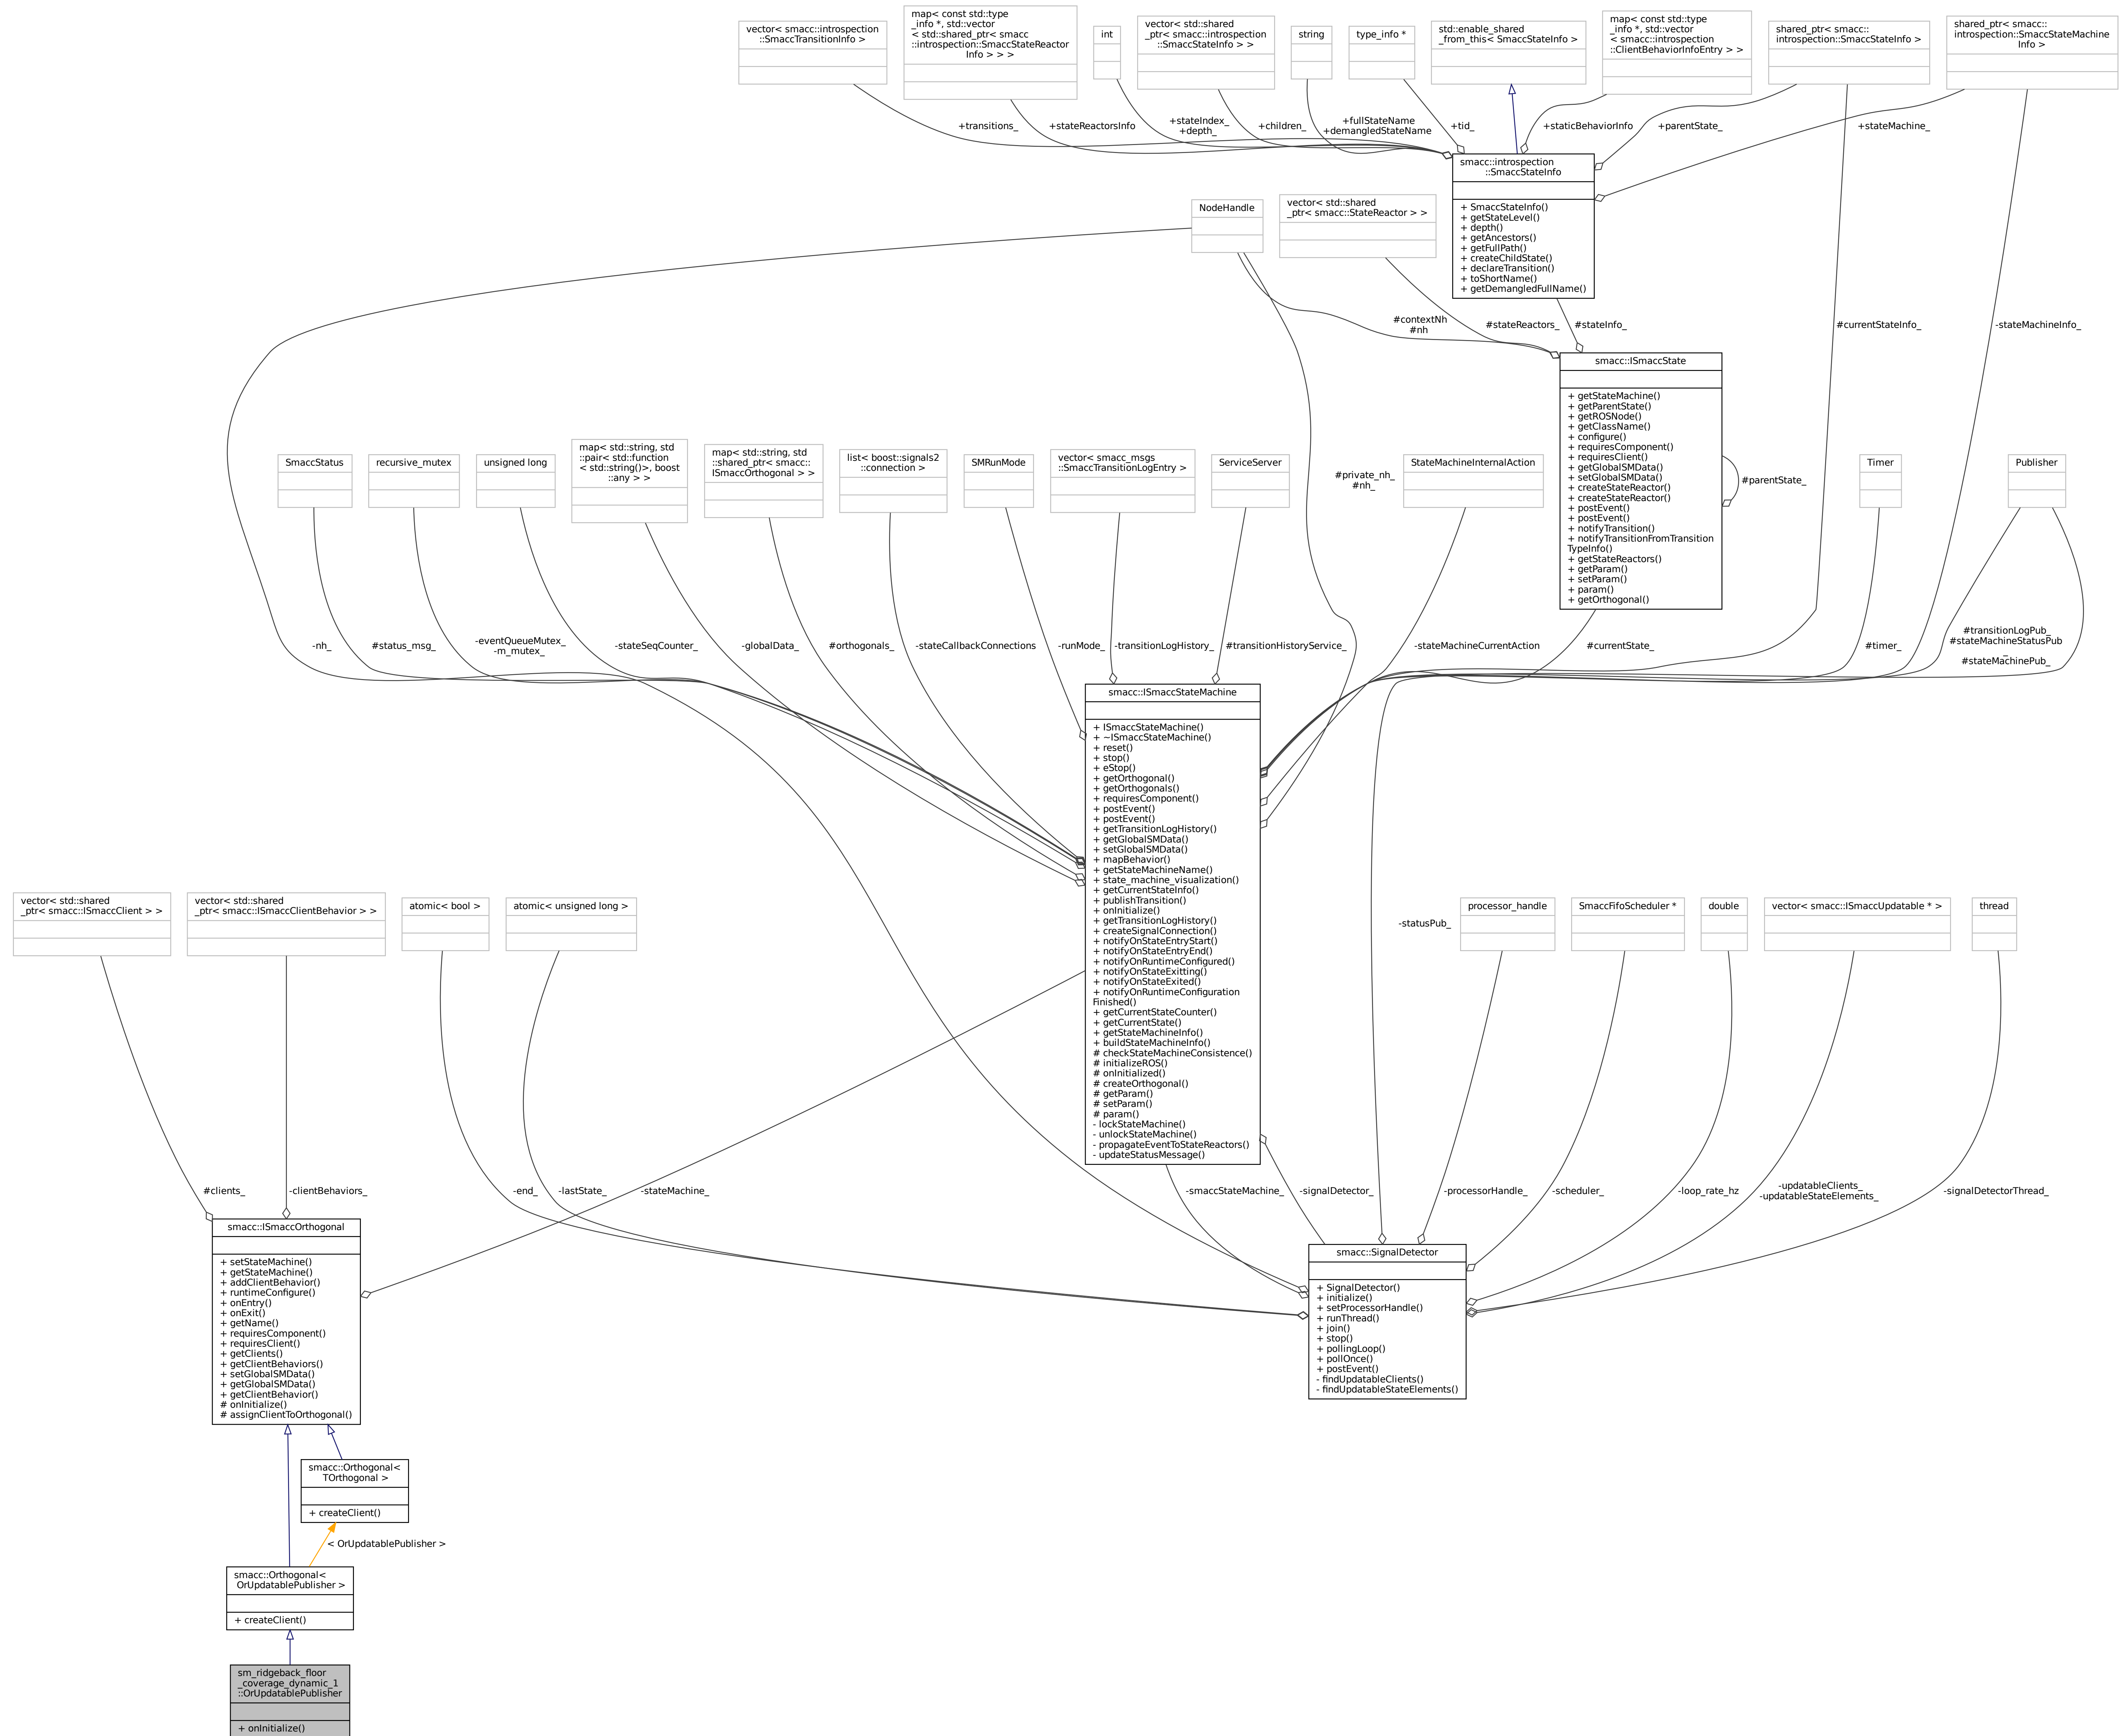 vector< smacc::introspection
::SmaccTransitionInfo >
map< const std::type
_info *, std::vector
< std::shared_ptr< smacc
::introspection::SmaccStateReactor
Info > > >
int
vector< std::shared
_ptr< smacc::introspection
::SmaccStateInfo > >
string
type_info *
std::enable_shared
_from_this< SmaccStateInfo >
map< const std::type
_info *, std::vector
< smacc::introspection
::ClientBehaviorInfoEntry > >
shared_ptr< smacc::
introspection::SmaccStateInfo >
shared_ptr< smacc::
introspection::SmaccStateMachine
Info >
+transitions_
+stateReactorsInfo
+stateIndex_
+depth_
+children_
+fullStateName
+demangledStateName
+tid_
+staticBehaviorInfo
+parentState_
+stateMachine_
smacc::introspection
::SmaccStateInfo
+ SmaccStateInfo()
+ getStateLevel()
+ depth()
+ getAncestors()
+ getFullPath()
+ createChildState()
+ declareTransition()
+ toShortName()
+ getDemangledFullName()
NodeHandle
vector< std::shared
_ptr< smacc::StateReactor > >
#contextNh
#nh
#stateReactors_
#stateInfo_
#currentStateInfo_
-stateMachineInfo_
smacc::ISmaccState
+ getStateMachine()
+ getParentState()
+ getROSNode()
+ getClassName()
+ configure()
+ requiresComponent()
+ requiresClient()
+ getGlobalSMData()
+ setGlobalSMData()
+ createStateReactor()
+ createStateReactor()
+ postEvent()
+ postEvent()
+ notifyTransition()
+ notifyTransitionFromTransition
TypeInfo()
+ getStateReactors()
+ getParam()
+ setParam()
+ param()
+ getOrthogonal()
#parentState_
SmaccStatus
recursive_mutex
unsigned long
map< std::string, std
::pair< std::function
< std::string()>, boost
::any > >
map< std::string, std
::shared_ptr< smacc::
ISmaccOrthogonal > >
list< boost::signals2
::connection >
SMRunMode
vector< smacc_msgs
::SmaccTransitionLogEntry >
ServiceServer
#private_nh_
#nh_
StateMachineInternalAction
Timer
Publisher
-nh_
#status_msg_
-eventQueueMutex_
-m_mutex_
-stateSeqCounter_
-globalData_
#orthogonals_
-stateCallbackConnections
-runMode_
-transitionLogHistory_
#transitionHistoryService_
-stateMachineCurrentAction
#currentState_
#timer_
#transitionLogPub_
#stateMachineStatusPub
_
#stateMachinePub_
smacc::ISmaccStateMachine
+ ISmaccStateMachine()
+ ~ISmaccStateMachine()
+ reset()
+ stop()
+ eStop()
+ getOrthogonal()
+ getOrthogonals()
+ requiresComponent()
+ postEvent()
+ postEvent()
+ getTransitionLogHistory()
+ getGlobalSMData()
+ setGlobalSMData()
+ mapBehavior()
+ getStateMachineName()
+ state_machine_visualization()
+ getCurrentStateInfo()
+ publishTransition()
+ onInitialize()
+ getTransitionLogHistory()
+ createSignalConnection()
+ notifyOnStateEntryStart()
+ notifyOnStateEntryEnd()
+ notifyOnRuntimeConfigured()
+ notifyOnStateExitting()
+ notifyOnStateExited()
+ notifyOnRuntimeConfiguration
Finished()
+ getCurrentStateCounter()
+ getCurrentState()
+ getStateMachineInfo()
+ buildStateMachineInfo()
# checkStateMachineConsistence()
# initializeROS()
# onInitialized()
# createOrthogonal()
# getParam()
# setParam()
# param()
- lockStateMachine()
- unlockStateMachine()
- propagateEventToStateReactors()
- updateStatusMessage()
vector< std::shared
_ptr< smacc::ISmaccClient > >
vector< std::shared
_ptr< smacc::ISmaccClientBehavior > >
atomic< bool >
atomic< unsigned long >
-statusPub_
processor_handle
SmaccFifoScheduler *
double
vector< smacc::ISmaccUpdatable * >
thread
#clients_
-clientBehaviors_
-end_
-lastState_
-stateMachine_
-smaccStateMachine_
-signalDetector_
-processorHandle_
-scheduler_
-loop_rate_hz
-updatableClients_
-updatableStateElements_
-signalDetectorThread_
smacc::ISmaccOrthogonal
+ setStateMachine()
+ getStateMachine()
+ addClientBehavior()
+ runtimeConfigure()
+ onEntry()
+ onExit()
+ getName()
+ requiresComponent()
+ requiresClient()
+ getClients()
+ getClientBehaviors()
+ setGlobalSMData()
+ getGlobalSMData()
+ getClientBehavior()
# onInitialize()
# assignClientToOrthogonal()
smacc::SignalDetector
+ SignalDetector()
+ initialize()
+ setProcessorHandle()
+ runThread()
+ join()
+ stop()
+ pollingLoop()
+ pollOnce()
+ postEvent()
- findUpdatableClients()
- findUpdatableStateElements()
smacc::Orthogonal<
TOrthogonal >
+ createClient()
< OrUpdatablePublisher >
smacc::Orthogonal<
OrUpdatablePublisher >
+ createClient()
sm_ridgeback_floor
_coverage_dynamic_1
::OrUpdatablePublisher
+ onInitialize()